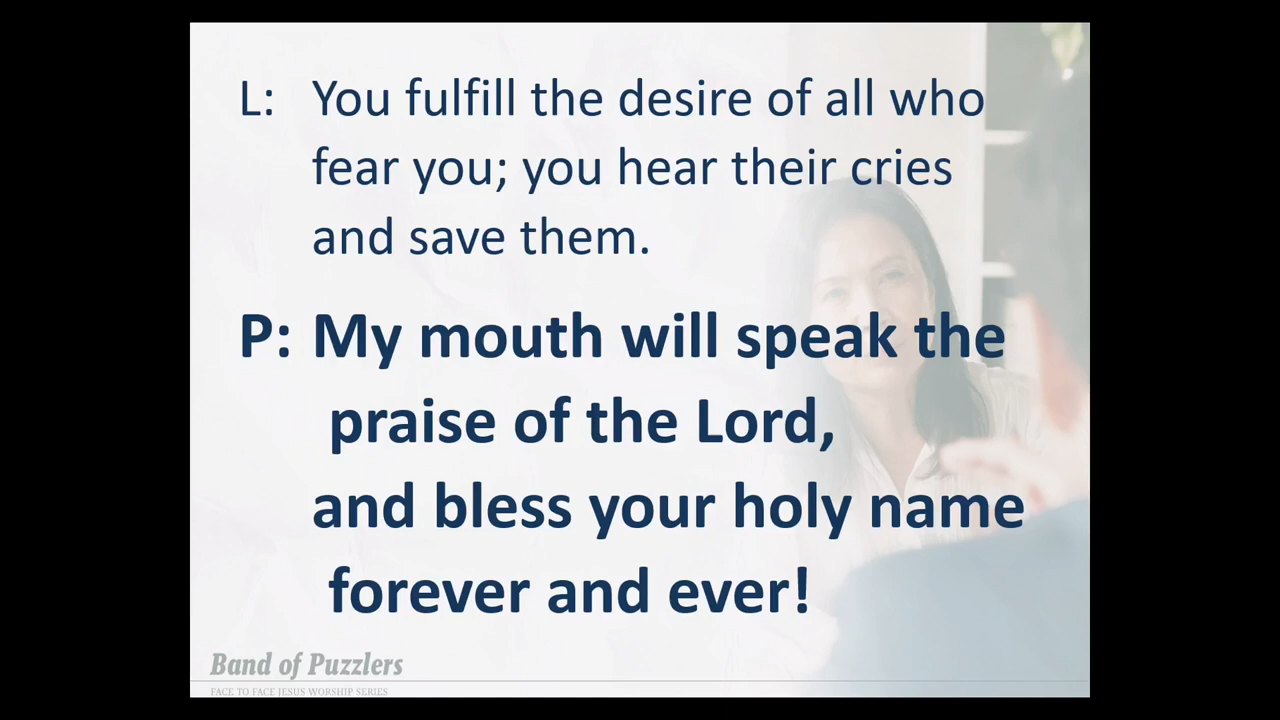 L: You fulfill the desire of all who
fear you; you hear their cries
and save them.
P: My mouth will speak the
praise of the Lord,
and bless your holy name
forever and ever!
Band of Puzzlers
FACE TO FACE JESUS WORSHIP SERIES